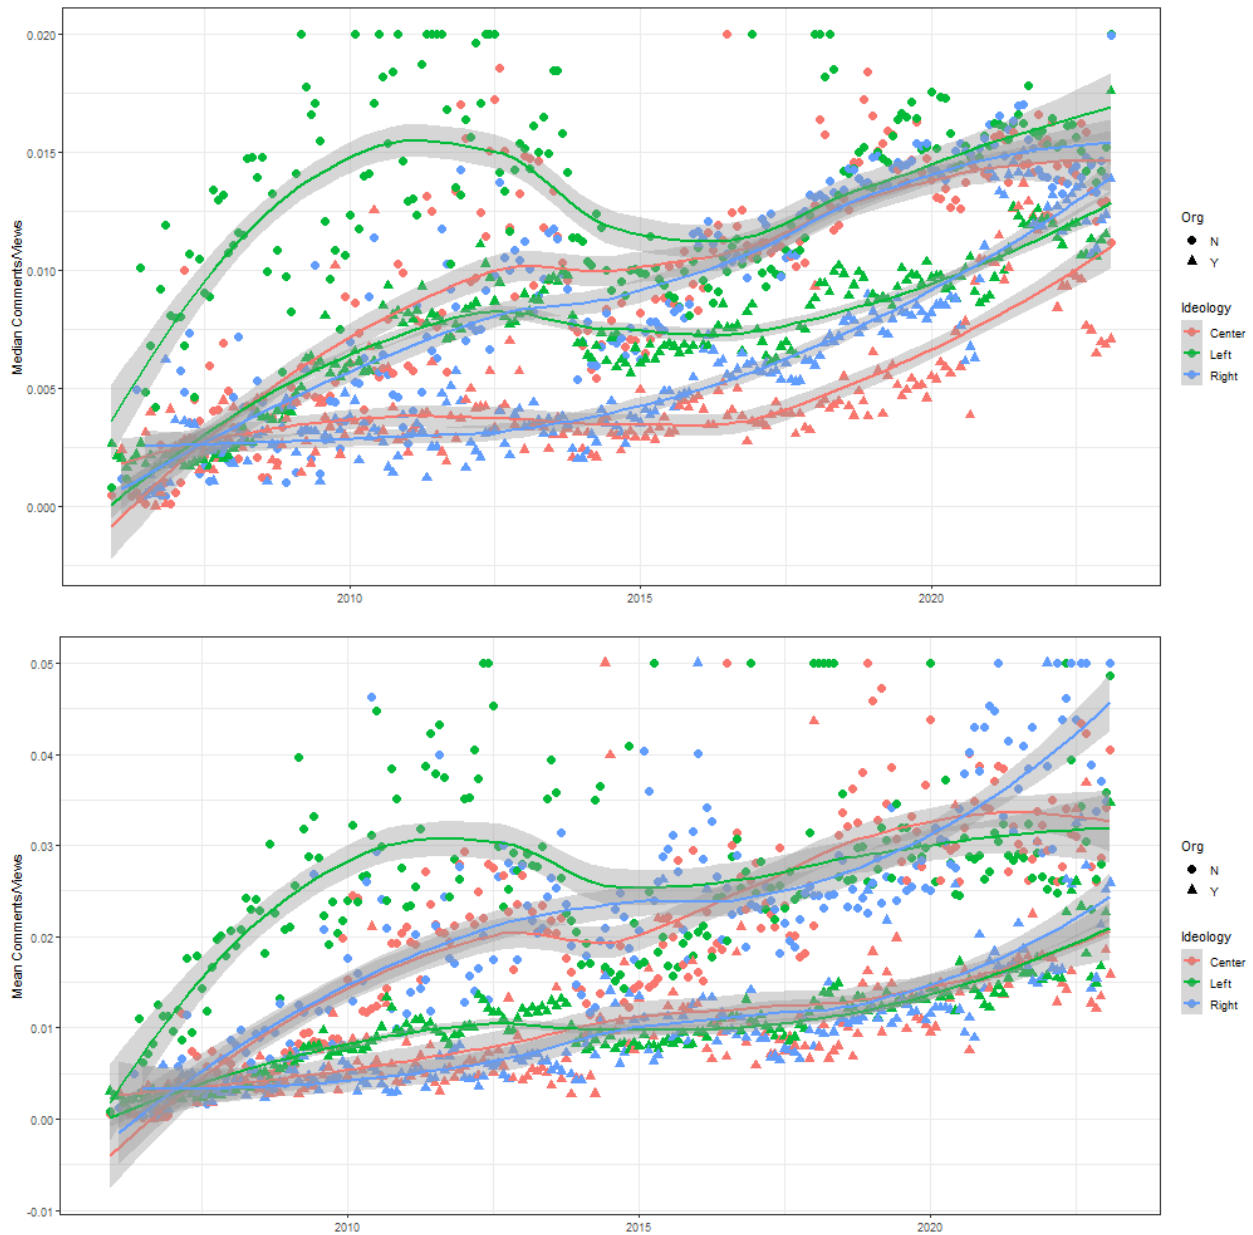 Median Comments/Views
0.020
0.015
0.010
0.005
0.000
2010
2015
2020
Org
N
Y
Ideology
Center
Left
Right
Mean Comments/Views
0.05
0.04
0.03
0.02
0.01
0.00
-0.01
2010
2015
2020
Org
N
Y
Ideology
Center
Left
Right